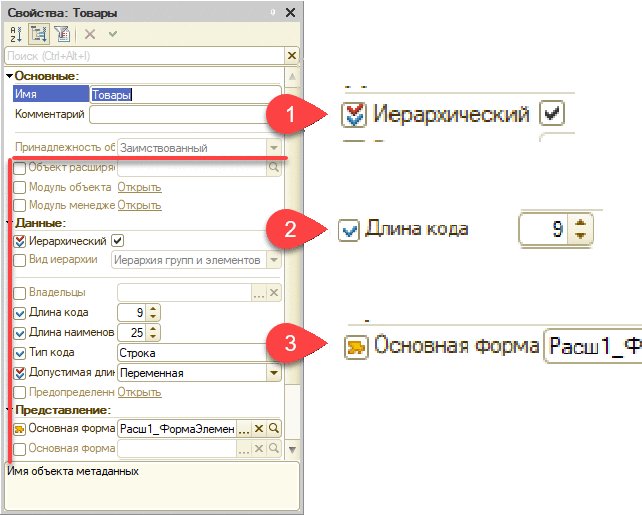 Свойства: Товары
Поиск (Ctrl+Alt+I)
Основные:
Имя Товары
Комментарий
Принадлежность об Заимствованный
Объект расширя
Модуль объекта Открыть
Модуль менедже Открыть
Данные:
Иерархический
Вид иерархии Иерархия групп и элементов
Владельцы
Длина кода 9
Длина наименов 25
Тип кода Строка
Допустимая дли Переменная
Предопределенн Открыть
Представление:
Основная форма Расш1_ФормаЭлемен
Основная форма
Имя объекта метаданных
1 Иерархический
2 Длина кода 9
3 Основная форма Расш1_Ф